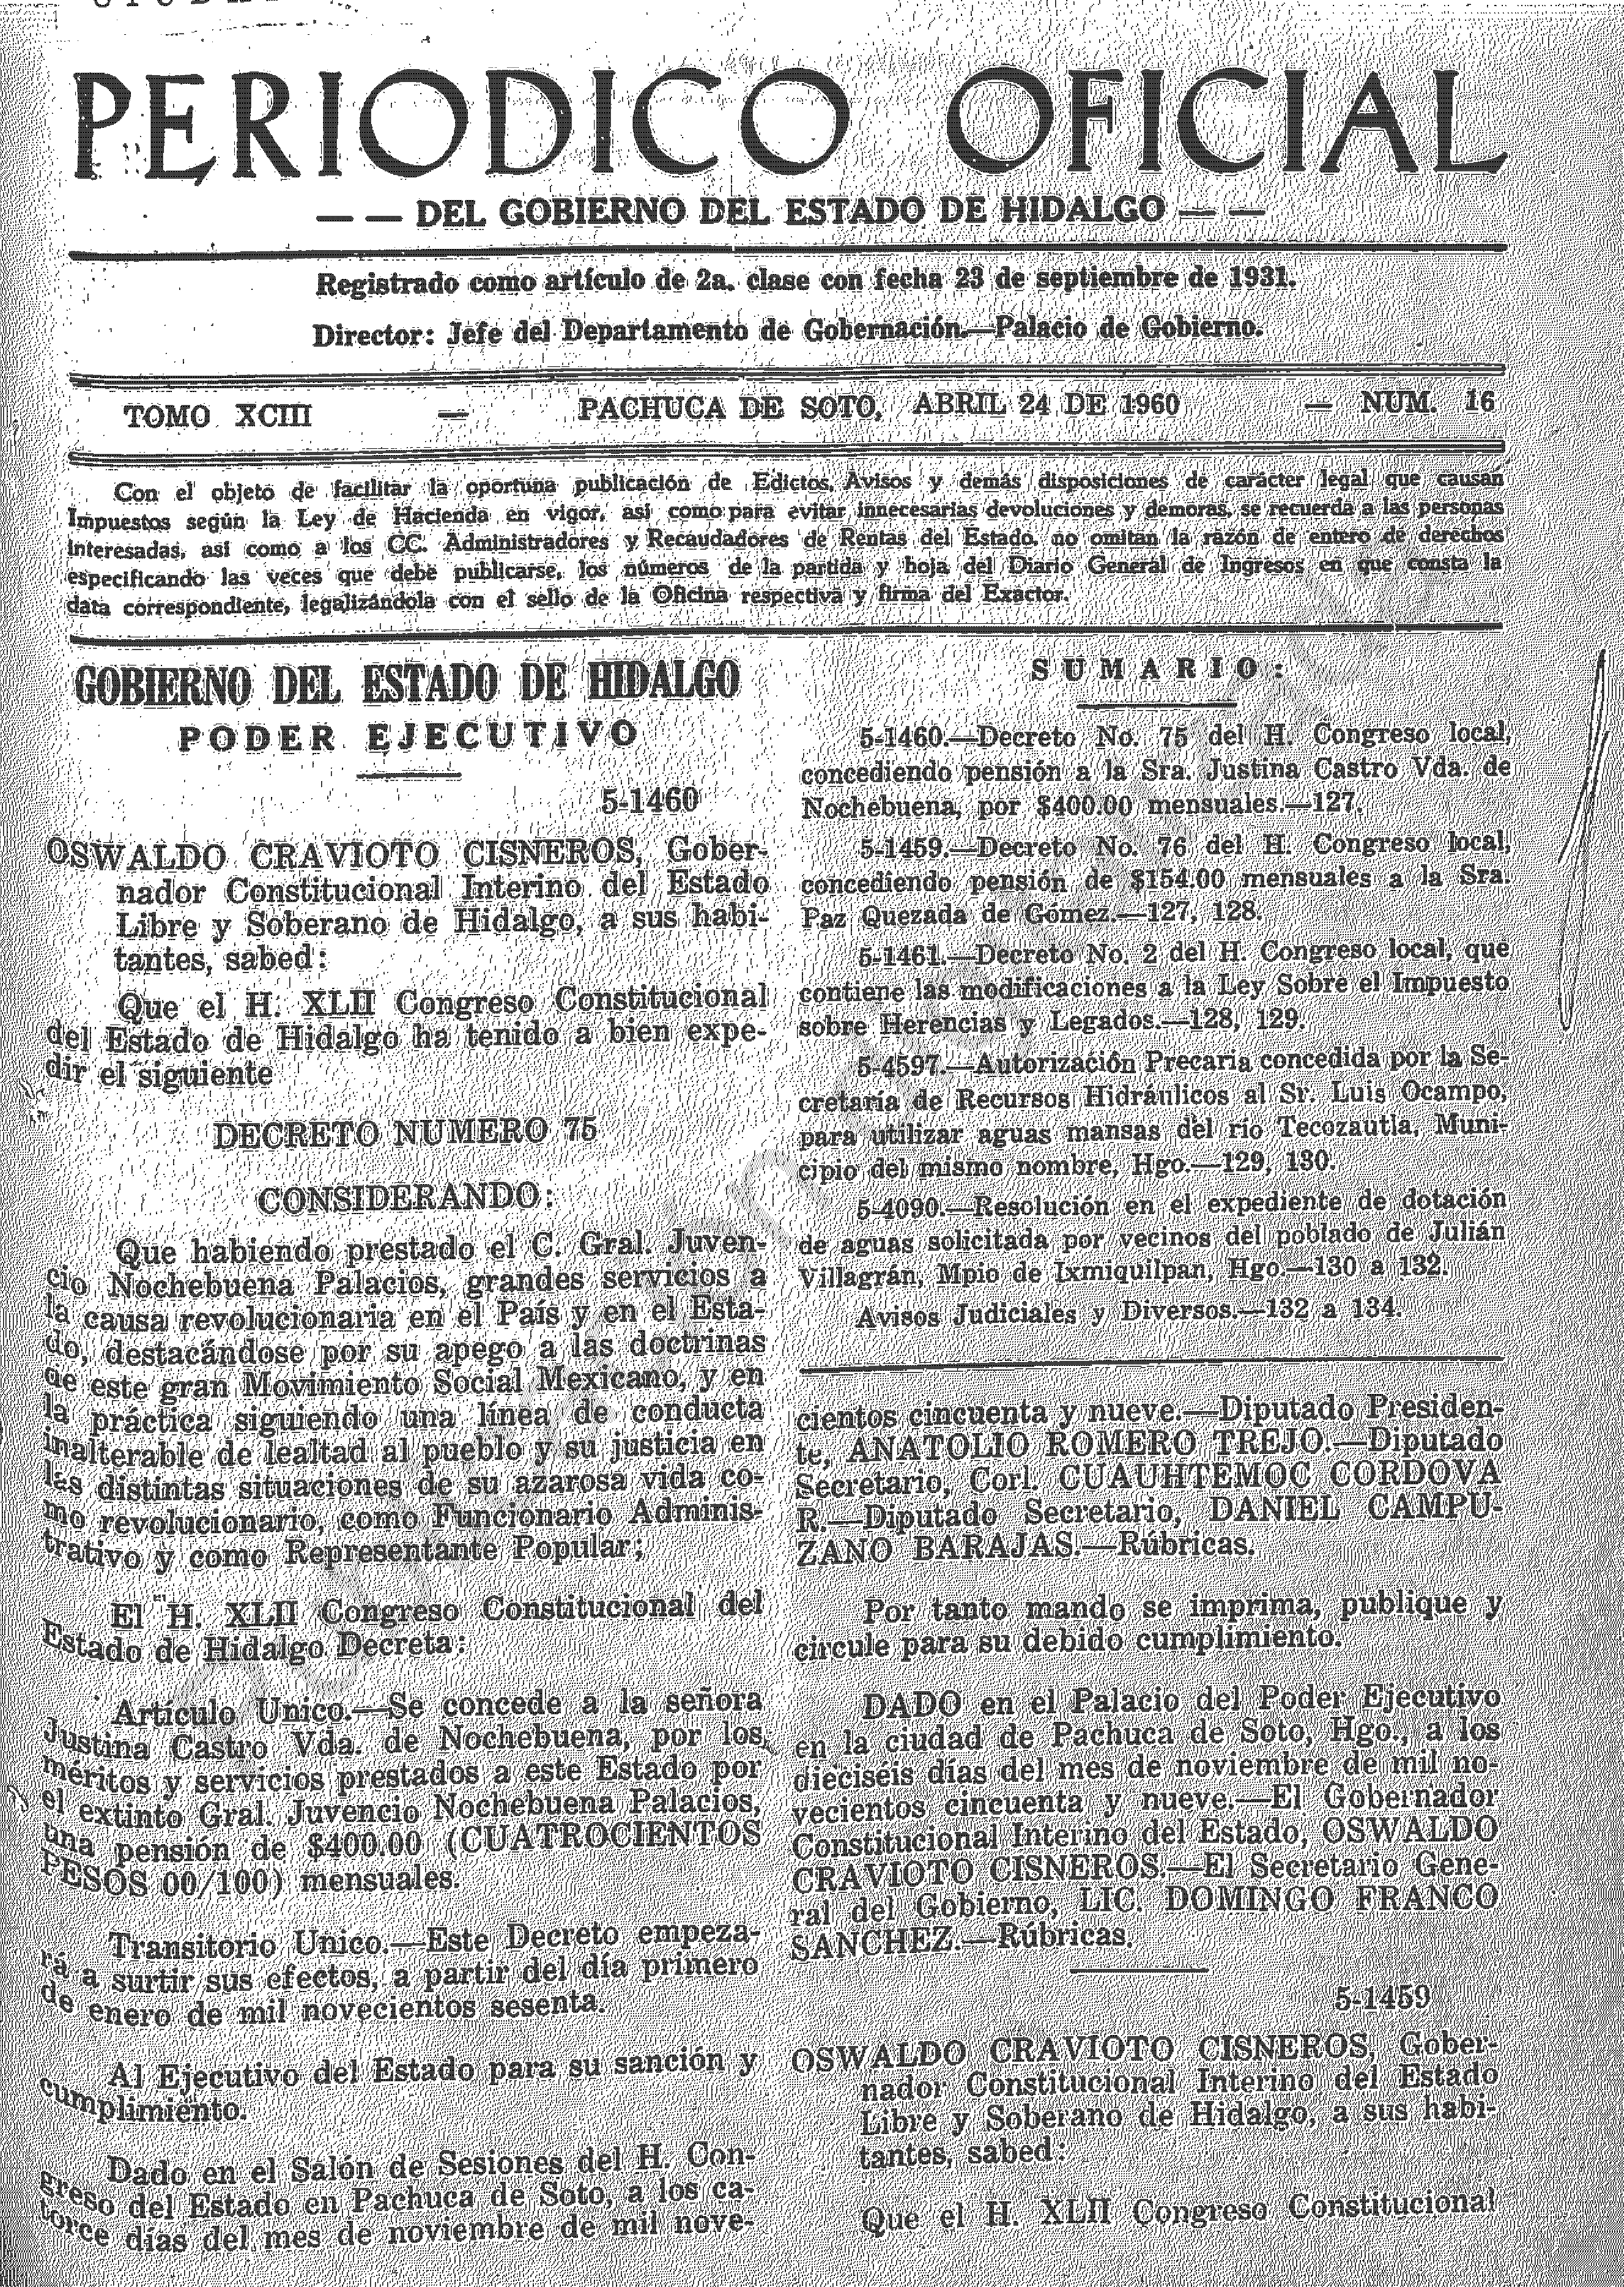 PERIODICO OFICIAL
— — DEL GOBIERNO DEL ESTADO DE HIDALGO — —
Registrado como artículo de 2a. clase con fecha 23 de septiembre de 1931.
Director: Jefe del Departamento de Gobernación.—Palacio de Gobierno.
TOMO XCIII — PACHUCA DE SOTO, ABRIL 24 DE 1960 — NUM. 16
Con el objeto de facilitar la oportuna publicación de Edictos, Avisos y demás disposiciones de carácter legal que causan
Impuestos según la Ley de Hacienda en vigor, así como para evitar innecesarias devoluciones y demoras, se recuerda a las personas
interesadas, así como a los CC. Administradores y Recaudadores de Rentas del Estado, no omitan la razón de entero de derechos
especificando las veces que debe publicarse, los números de la partida y hoja del Diario General de Ingresos en que consta la
data correspondiente, legalizándola con el sello de la Oficina respectiva y firma del Exactor.
GOBIERNO DEL ESTADO DE HIDALGO
PODER EJECUTIVO
5-1460
OSWALDO CRAVIOTO CISNEROS, Gober-
nador Constitucional Interino del Estado
Libre y Soberano de Hidalgo, a sus habi-
tantes, sabed:
Que el H. XLII Congreso Constitucional
del Estado de Hidalgo ha tenido a bien expe-
dir el siguiente
DECRETO NUMERO 75
CONSIDERANDO:
Que habiendo prestado el C. Gral. Juven-
cio Nochebuena Palacios, grandes servicios a
la causa revolucionaria en el País y en el Esta-
do, destacándose por su apego a las doctrinas
de este gran Movimiento Social Mexicano, y en
la práctica siguiendo una línea de conducta
inalterable de lealtad al pueblo y su justicia en
las distintas situaciones de su azarosa vida co-
mo revolucionario, como Funcionario Adminis-
trativo y como Representante Popular;
El H. XLII Congreso Constitucional del
Estado de Hidalgo Decreta:
Artículo Unico.—Se concede a la señora
Justina Castro Vda. de Nochebuena, por los
méritos y servicios prestados a este Estado por
el extinto Gral. Juvencio Nochebuena Palacios,
una pensión de $400.00 (CUATROCIENTOS
PESOS 00/100) mensuales.
Transitorio Unico.—Este Decreto empeza-
rá a surtir sus efectos, a partir del día primero
de enero de mil novecientos sesenta.
Al Ejecutivo del Estado para su sanción y
cumplimiento.
Dado en el Salón de Sesiones del H. Con-
greso del Estado en Pachuca de Soto, a los ca-
torce días del mes de noviembre de mil nove-
SUMARIO:
5-1460.—Decreto No. 75 del H. Congreso local,
concediendo pensión a la Sra. Justina Castro Vda. de
Nochebuena, por $400.00 mensuales.—127.
5-1459.—Decreto No. 76 del H. Congreso local,
concediendo pensión de $154.00 mensuales a la Sra.
Paz Quezada de Gómez.—127, 128.
5-1461.—Decreto No. 2 del H. Congreso local, que
contiene las modificaciones a la Ley Sobre el Impuesto
sobre Herencias y Legados.—128, 129.
5-4597.—Autorización Precaria concedida por la Se-
cretaría de Recursos Hidráulicos al Sr. Luis Ocampo,
para utilizar aguas mansas del río Tecozautla, Muni-
cipio del mismo nombre, Hgo.—129, 130.
5-4090.—Resolución en el expediente de dotación
de aguas solicitada por vecinos del poblado de Julián
Villagrán, Mpio de Ixmiquilpan, Hgo.—130 a 132.
Avisos Judiciales y Diversos.—132 a 134.
cientos cincuenta y nueve.—Diputado Presiden-
te, ANATOLIO ROMERO TREJO.—Diputado
Secretario, Corl. CUAUHTEMOC CORDOVA
R.—Diputado Secretario, DANIEL CAMPU-
ZANO BARAJAS.—Rúbricas.
Por tanto mando se imprima, publique y
circule para su debido cumplimiento.
DADO en el Palacio del Poder Ejecutivo
en la ciudad de Pachuca de Soto, Hgo., a los
dieciséis días del mes de noviembre de mil no-
vecientos cincuenta y nueve.—El Gobernador
Constitucional Interino del Estado, OSWALDO
CRAVIOTO CISNEROS.—El Secretario Gene-
ral del Gobierno, LIC. DOMINGO FRANCO
SANCHEZ.—Rúbricas.
5-1459
OSWALDO CRAVIOTO CISNEROS, Gober-
nador Constitucional Interino del Estado
Libre y Soberano de Hidalgo, a sus habi-
tantes, sabed:
Que el H. XLII Congreso Constitucional